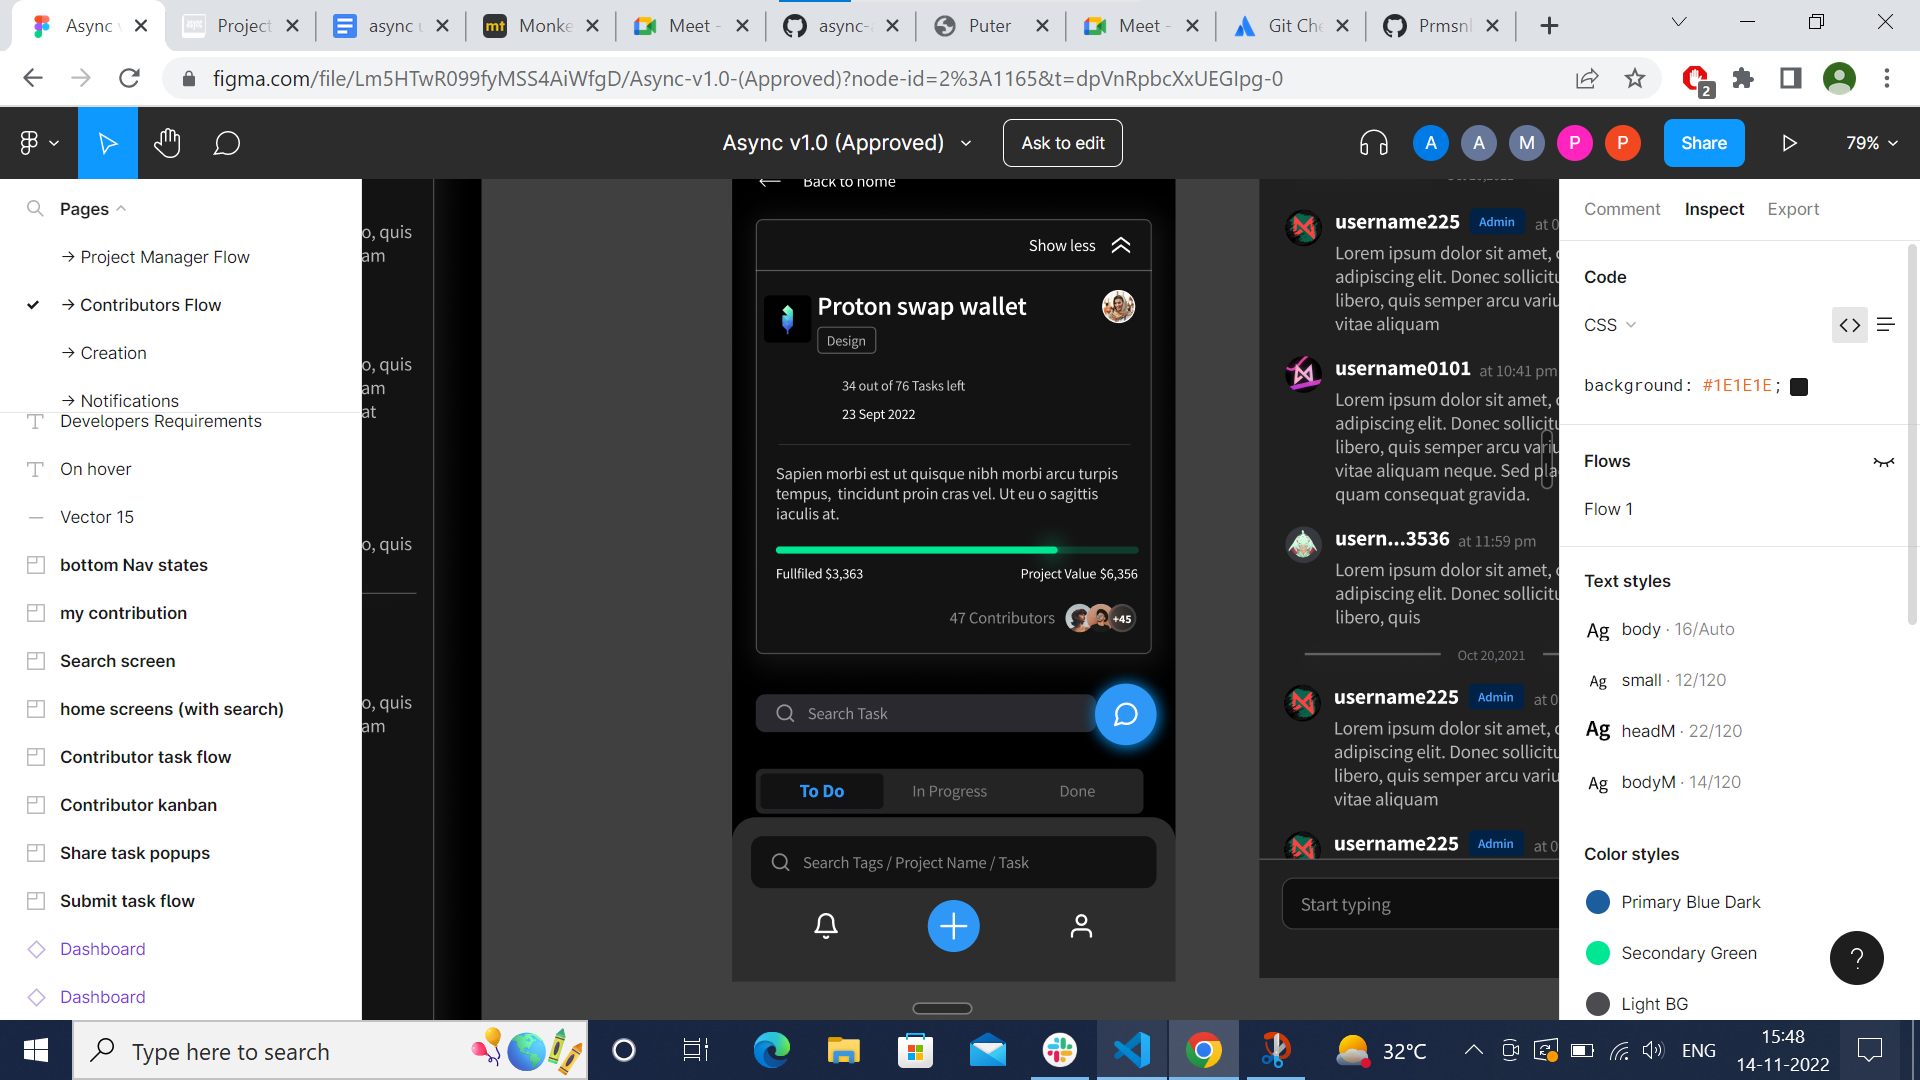 Async v
Project
async u
Monke
Meet -
async-
Puter
Meet -
Git Che
Prmsnl
figma.com/file/Lm5HTwR099fyMSS4AiWfgD/Async-v1.0-(Approved)?node-id=2%3A1165&t=dpVnRpbcXxUEGIpg-0
2
Async v1.0 (Approved)
Ask to edit
A
A
M
P
P
Share
79%
Pages
→ Project Manager Flow
→ Contributors Flow
→ Creation
→ Notifications
Developers Requirements
On hover
Vector 15
bottom Nav states
my contribution
Search screen
home screens (with search)
Contributor task flow
Contributor kanban
Share task popups
Submit task flow
Dashboard
Dashboard
o, quis
am
o, quis
am
at
o, quis
o, quis
am
Back to home
Show less
Proton swap wallet
Design
34 out of 76 Tasks left
23 Sept 2022
Sapien morbi est ut quisque nibh morbi arcu turpis
tempus, tincidunt proin cras vel. Ut eu o sagittis
iaculis at.
Fullfiled $3,363
Project Value $6,356
47 Contributors
+45
Search Task
To Do
In Progress
Done
Search Tags / Project Name / Task
username225 Admin at 0
Lorem ipsum dolor sit amet, c
adipiscing elit. Donec sollicitu
libero, quis semper arcu variu
vitae aliquam
username0101 at 10:41 pm
Lorem ipsum dolor sit amet, c
adipiscing elit. Donec sollicitu
libero, quis semper arcu variu
vitae aliquam neque. Sed pla
quam consequat gravida.
usern...3536 at 11:59 pm
Lorem ipsum dolor sit amet, c
adipiscing elit. Donec sollicitu
libero, quis
Oct 20,2021
username225 Admin at 0
Lorem ipsum dolor sit amet, c
adipiscing elit. Donec sollicitu
libero, quis semper arcu variu
vitae aliquam
username225 Admin at 0
Start typing
Comment
Inspect
Export
Code
CSS
background: #1E1E1E;
Flows
Flow 1
Text styles
Ag body · 16/Auto
Ag small · 12/120
Ag headM · 22/120
Ag bodyM · 14/120
Color styles
Primary Blue Dark
Secondary Green
Light BG
?
Type here to search
32°C
ENG
15:48
14-11-2022